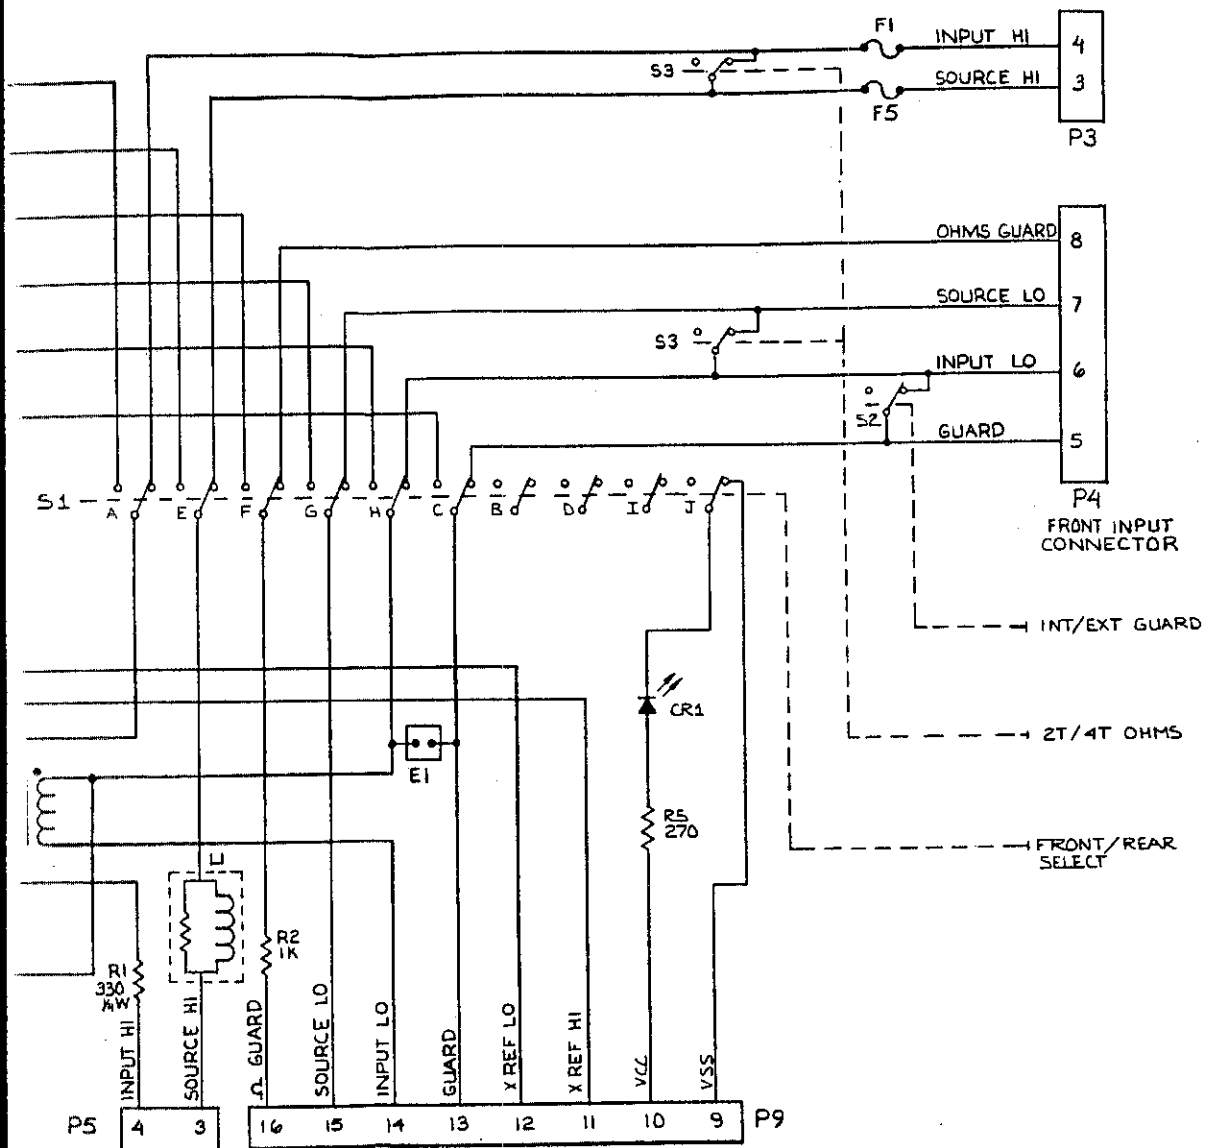 F1
INPUT HI
4
S3
SOURCE HI
3
F5
P3
OHMS GUARD
8
SOURCE LO
7
S3
INPUT LO
6
S2
GUARD
5
S1
A
E
F
G
H
C
B
D
I
J
P4
FRONT INPUT
CONNECTOR
INT/EXT GUARD
CR1
2T/4T OHMS
E1
R5
270
FRONT/REAR
SELECT
L1
R2
1K
R1
330
1/4W
INPUT HI
SOURCE HI
Ω GUARD
SOURCE LO
INPUT LO
GUARD
X REF LO
X REF HI
VCC
VSS
P5
4
3
16
15
14
13
12
11
10
9
P9